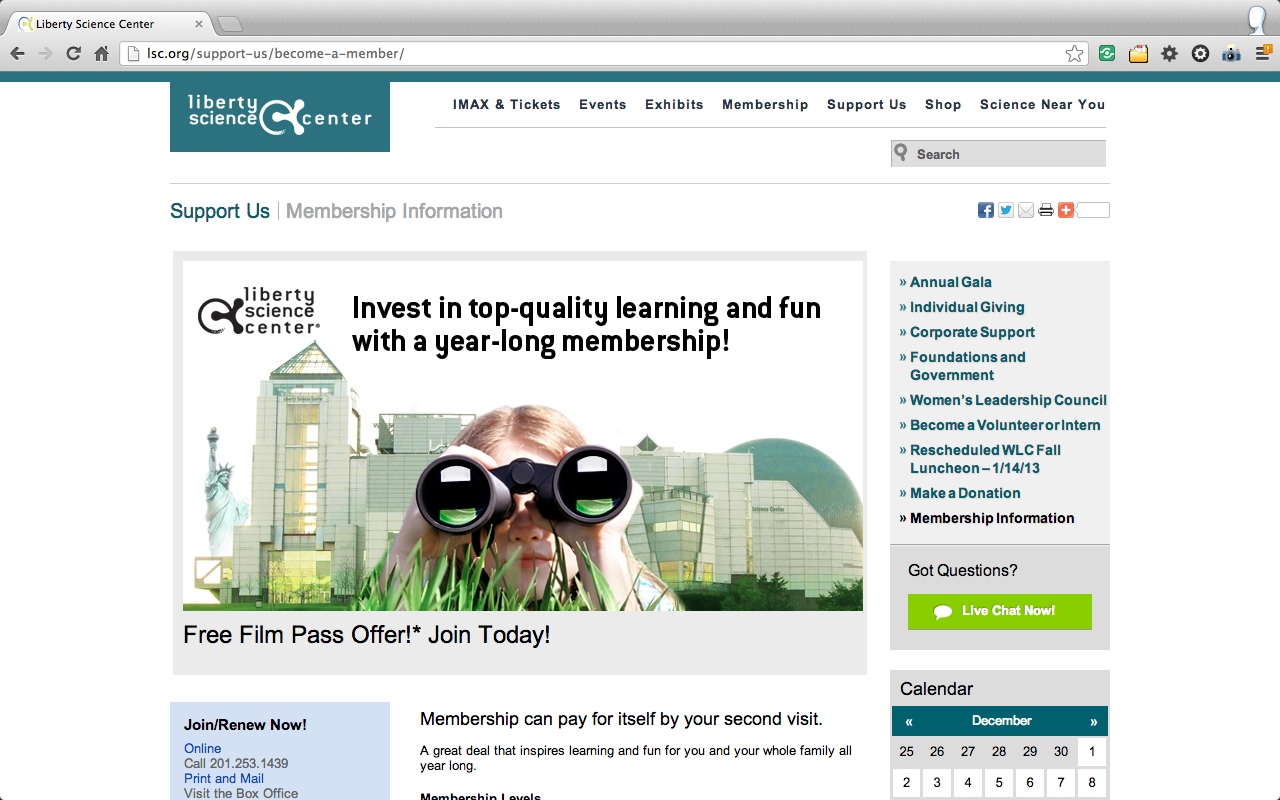 Liberty Science Center
lsc.org/support-us/become-a-member/
liberty
science center
IMAX & Tickets Events Exhibits Membership Support Us Shop Science Near You
Search
Support Us | Membership Information
liberty
science
center
Invest in top-quality learning and fun
with a year-long membership!
Free Film Pass Offer!* Join Today!
» Annual Gala
» Individual Giving
» Corporate Support
» Foundations and
Government
» Women's Leadership Council
» Become a Volunteer or Intern
» Rescheduled WLC Fall
Luncheon – 1/14/13
» Make a Donation
» Membership Information
Got Questions?
Live Chat Now!
Join/Renew Now!
Online
Call 201.253.1439
Print and Mail
Visit the Box Office
Membership can pay for itself by your second visit.
A great deal that inspires learning and fun for you and your whole family all
year long.
Membership Levels
Calendar
« December »
25 26 27 28 29 30 1
2 3 4 5 6 7 8